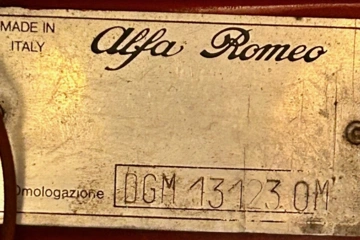 MADE IN
ITALY
Alfa Romeo
Omologazione DGM 13123 OM